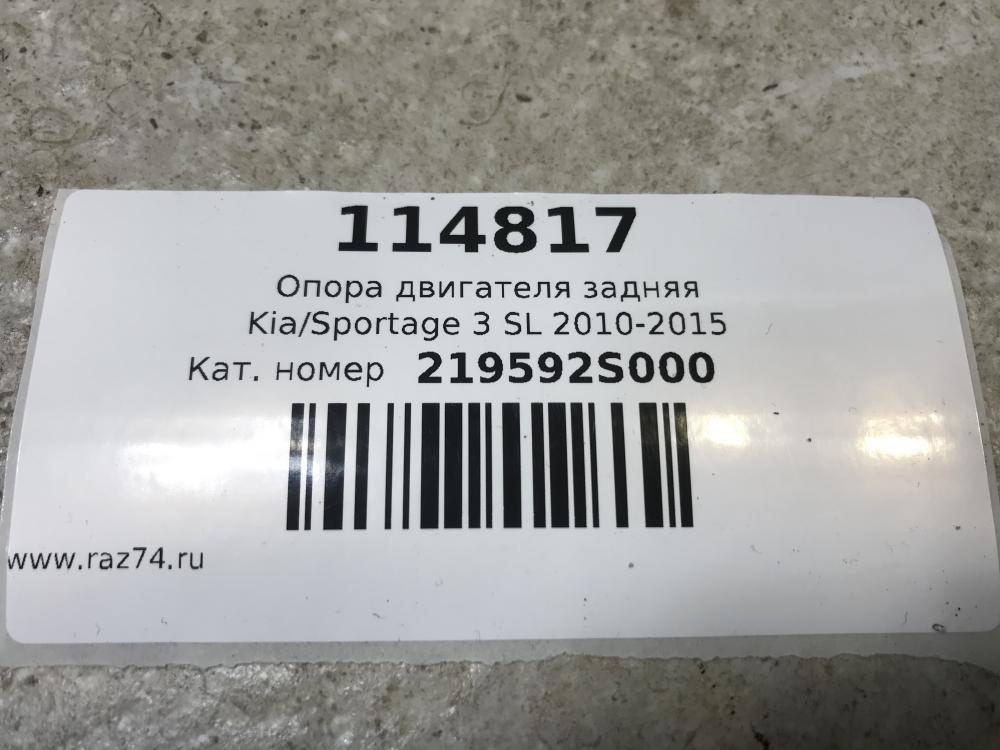 114817
Опора двигателя задняя
Kia/Sportage 3 SL 2010-2015
Кат. номер 219592S000
www.raz74.ru